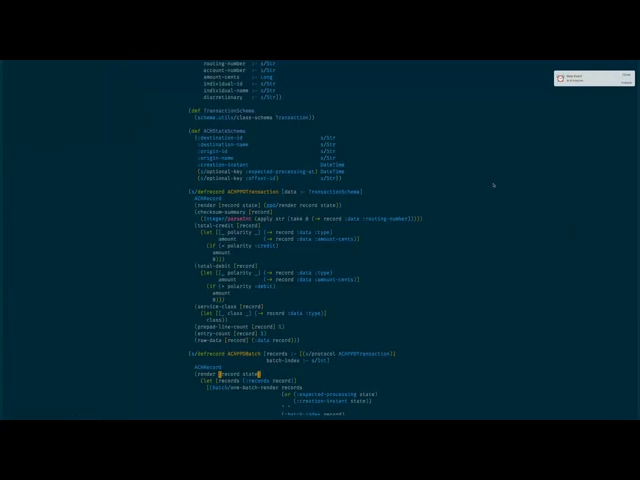 routing-number :- s/Str
account-number :- s/Str
amount-cents :- Long
individual-id :- s/Str
individual-name :- s/Str
discretionary :- s/Str])
(def TransactionSchema
(schema.utils/class-schema Transaction))
(def ACHStateSchema
{:destination-id s/Str
:destination-name s/Str
:origin-id s/Str
:origin-name s/Str
:creation-instant DateTime
(s/optional-key :expected-processing-at) DateTime
(s/optional-key :offset-id) s/Str})
(s/defrecord ACHPPDTransaction [data :- TransactionSchema]
ACHRecord
(render [record state] (ppd/render record state))
(checksum-summary [record]
(Integer/parseInt (apply str (take 8 (-> record :data :routing-number)))))
(total-credit [record]
(let [[_ polarity _] (-> record :data :type)
amount (-> record :data :amount-cents)]
(if (= polarity :credit)
amount
0)))
(total-debit [record]
(let [[_ polarity _] (-> record :data :type)
amount (-> record :data :amount-cents)]
(if (= polarity :debit)
amount
0)))
(service-class [record]
(let [[_ class _] (-> record :data :type)]
class))
(prepad-line-count [record] 1)
(entry-count [record] 1)
(raw-data [record] (:data record)))
(s/defrecord ACHPPDBatch [records :- [(s/protocol ACHPPDTransaction)]
batch-index :- s/Int]
ACHRecord
(render [record state]
(let [records (:records record)]
[(batch/one-batch-render records
(or (:expected-processing state)
(:creation-instant state))
(:batch-index record)
New Event
Close